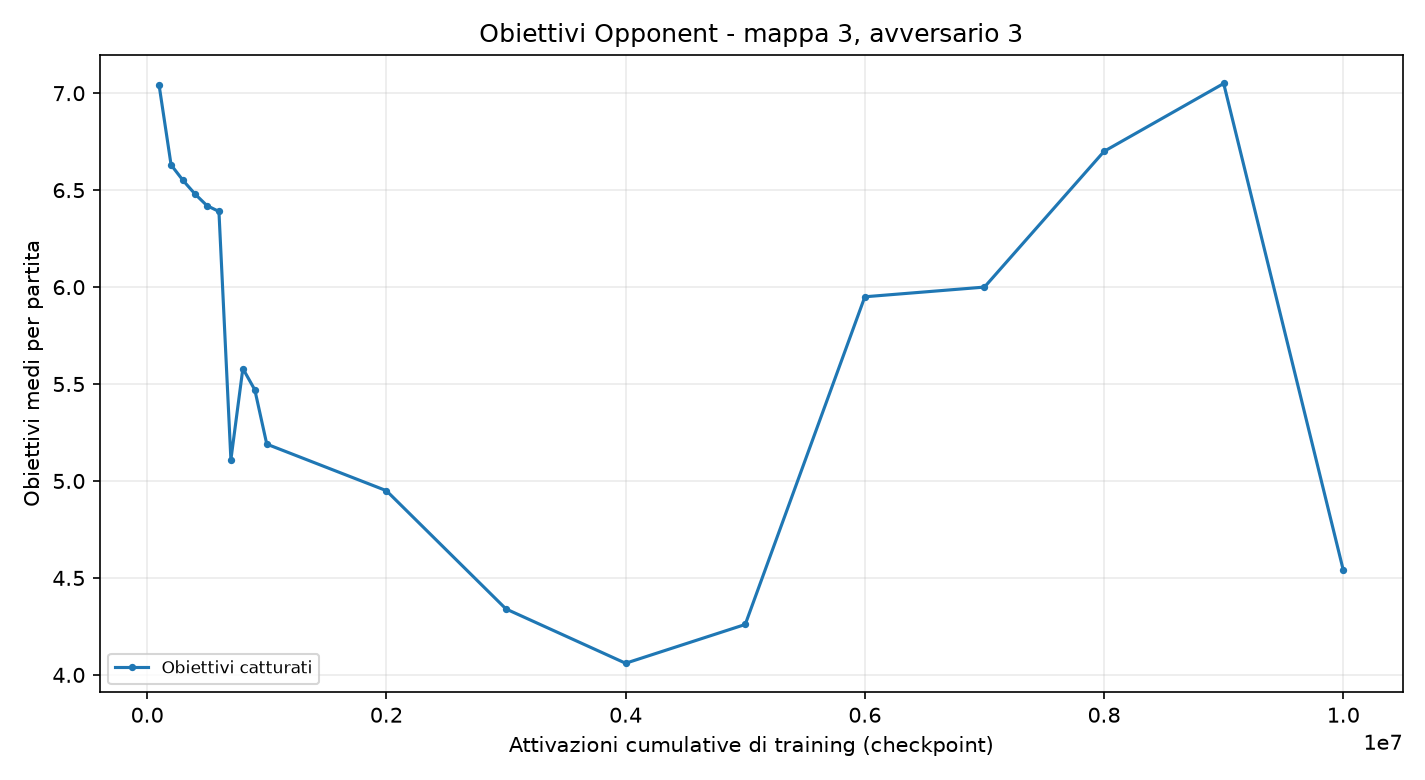 Obiettivi Opponent - mappa 3, avversario 3
Obiettivi medi per partita
7.0
6.5
6.0
5.5
5.0
4.5
4.0
Obiettivi catturati
0.0 0.2 0.4 0.6 0.8 1.0
1e7
Attivazioni cumulative di training (checkpoint)